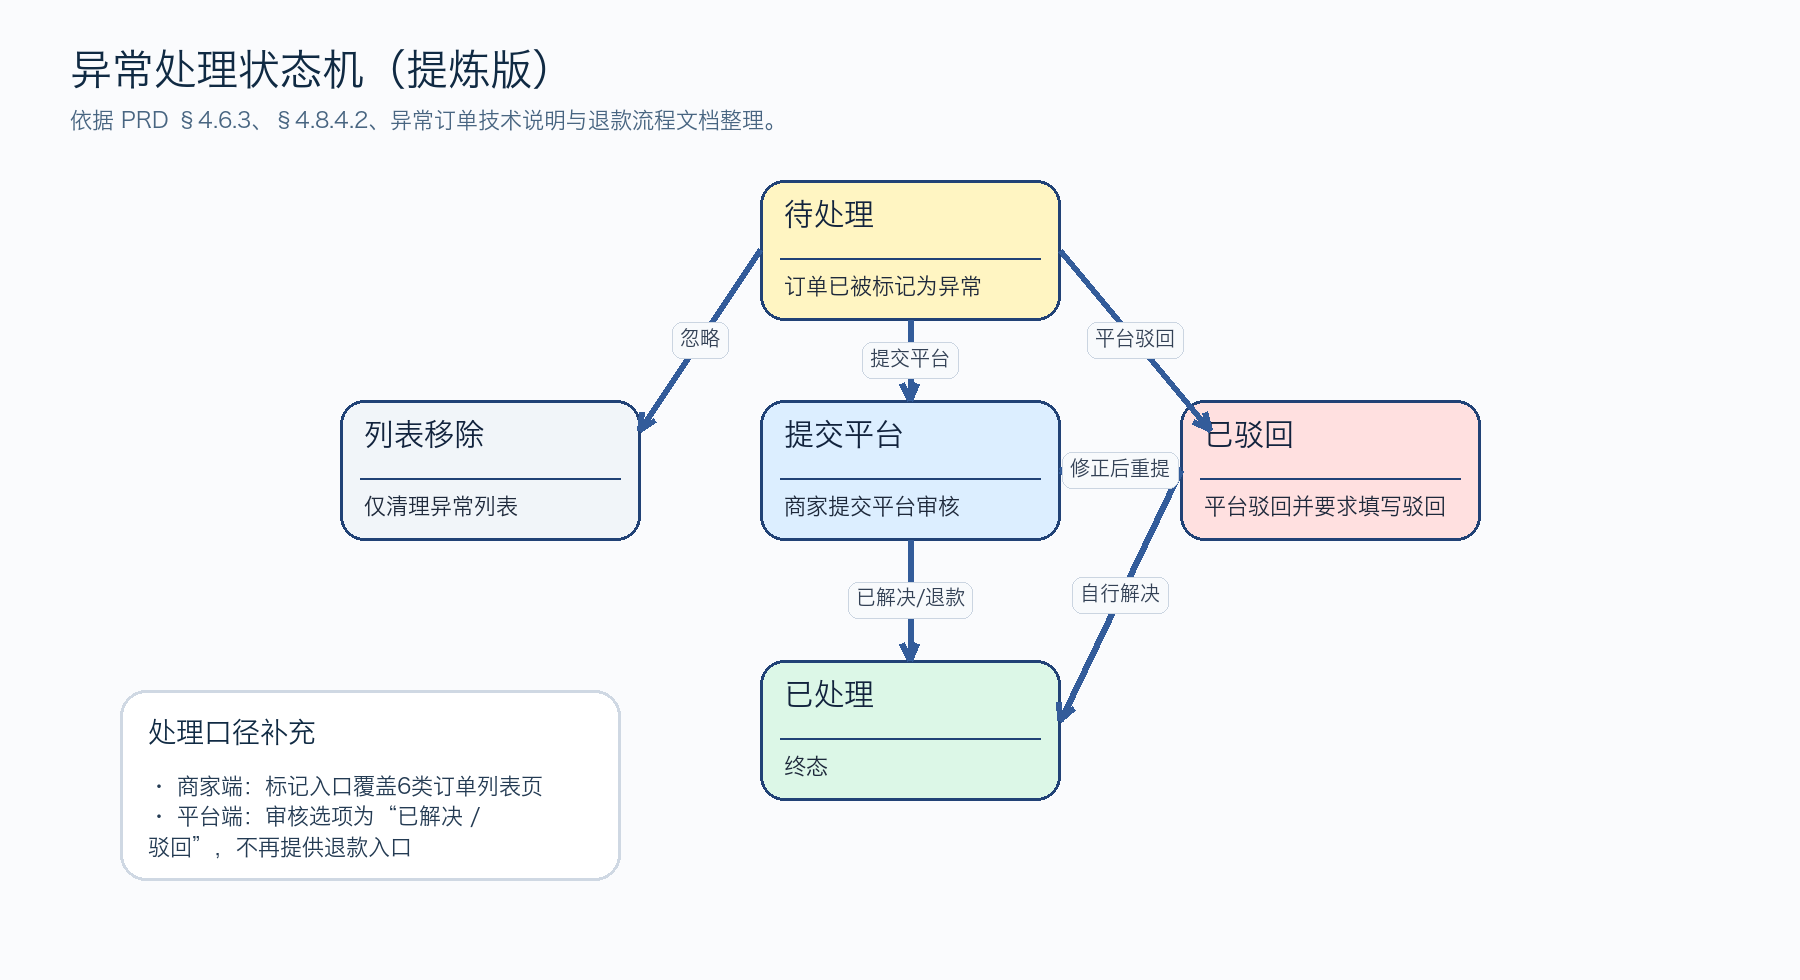 异常处理状态机（提炼版）
依据 PRD §4.6.3、§4.8.4.2、异常订单技术说明与退款流程文档整理。
待处理
订单已被标记为异常
忽略
提交平台
平台驳回
列表移除
仅清理异常列表
提交平台
商家提交平台审核
修正后重提
已驳回
平台驳回并要求填写驳回
已解决/退款
自行解决
已处理
终态
处理口径补充
· 商家端：标记入口覆盖6类订单列表页
· 平台端：审核选项为“已解决 /
驳回”，不再提供退款入口